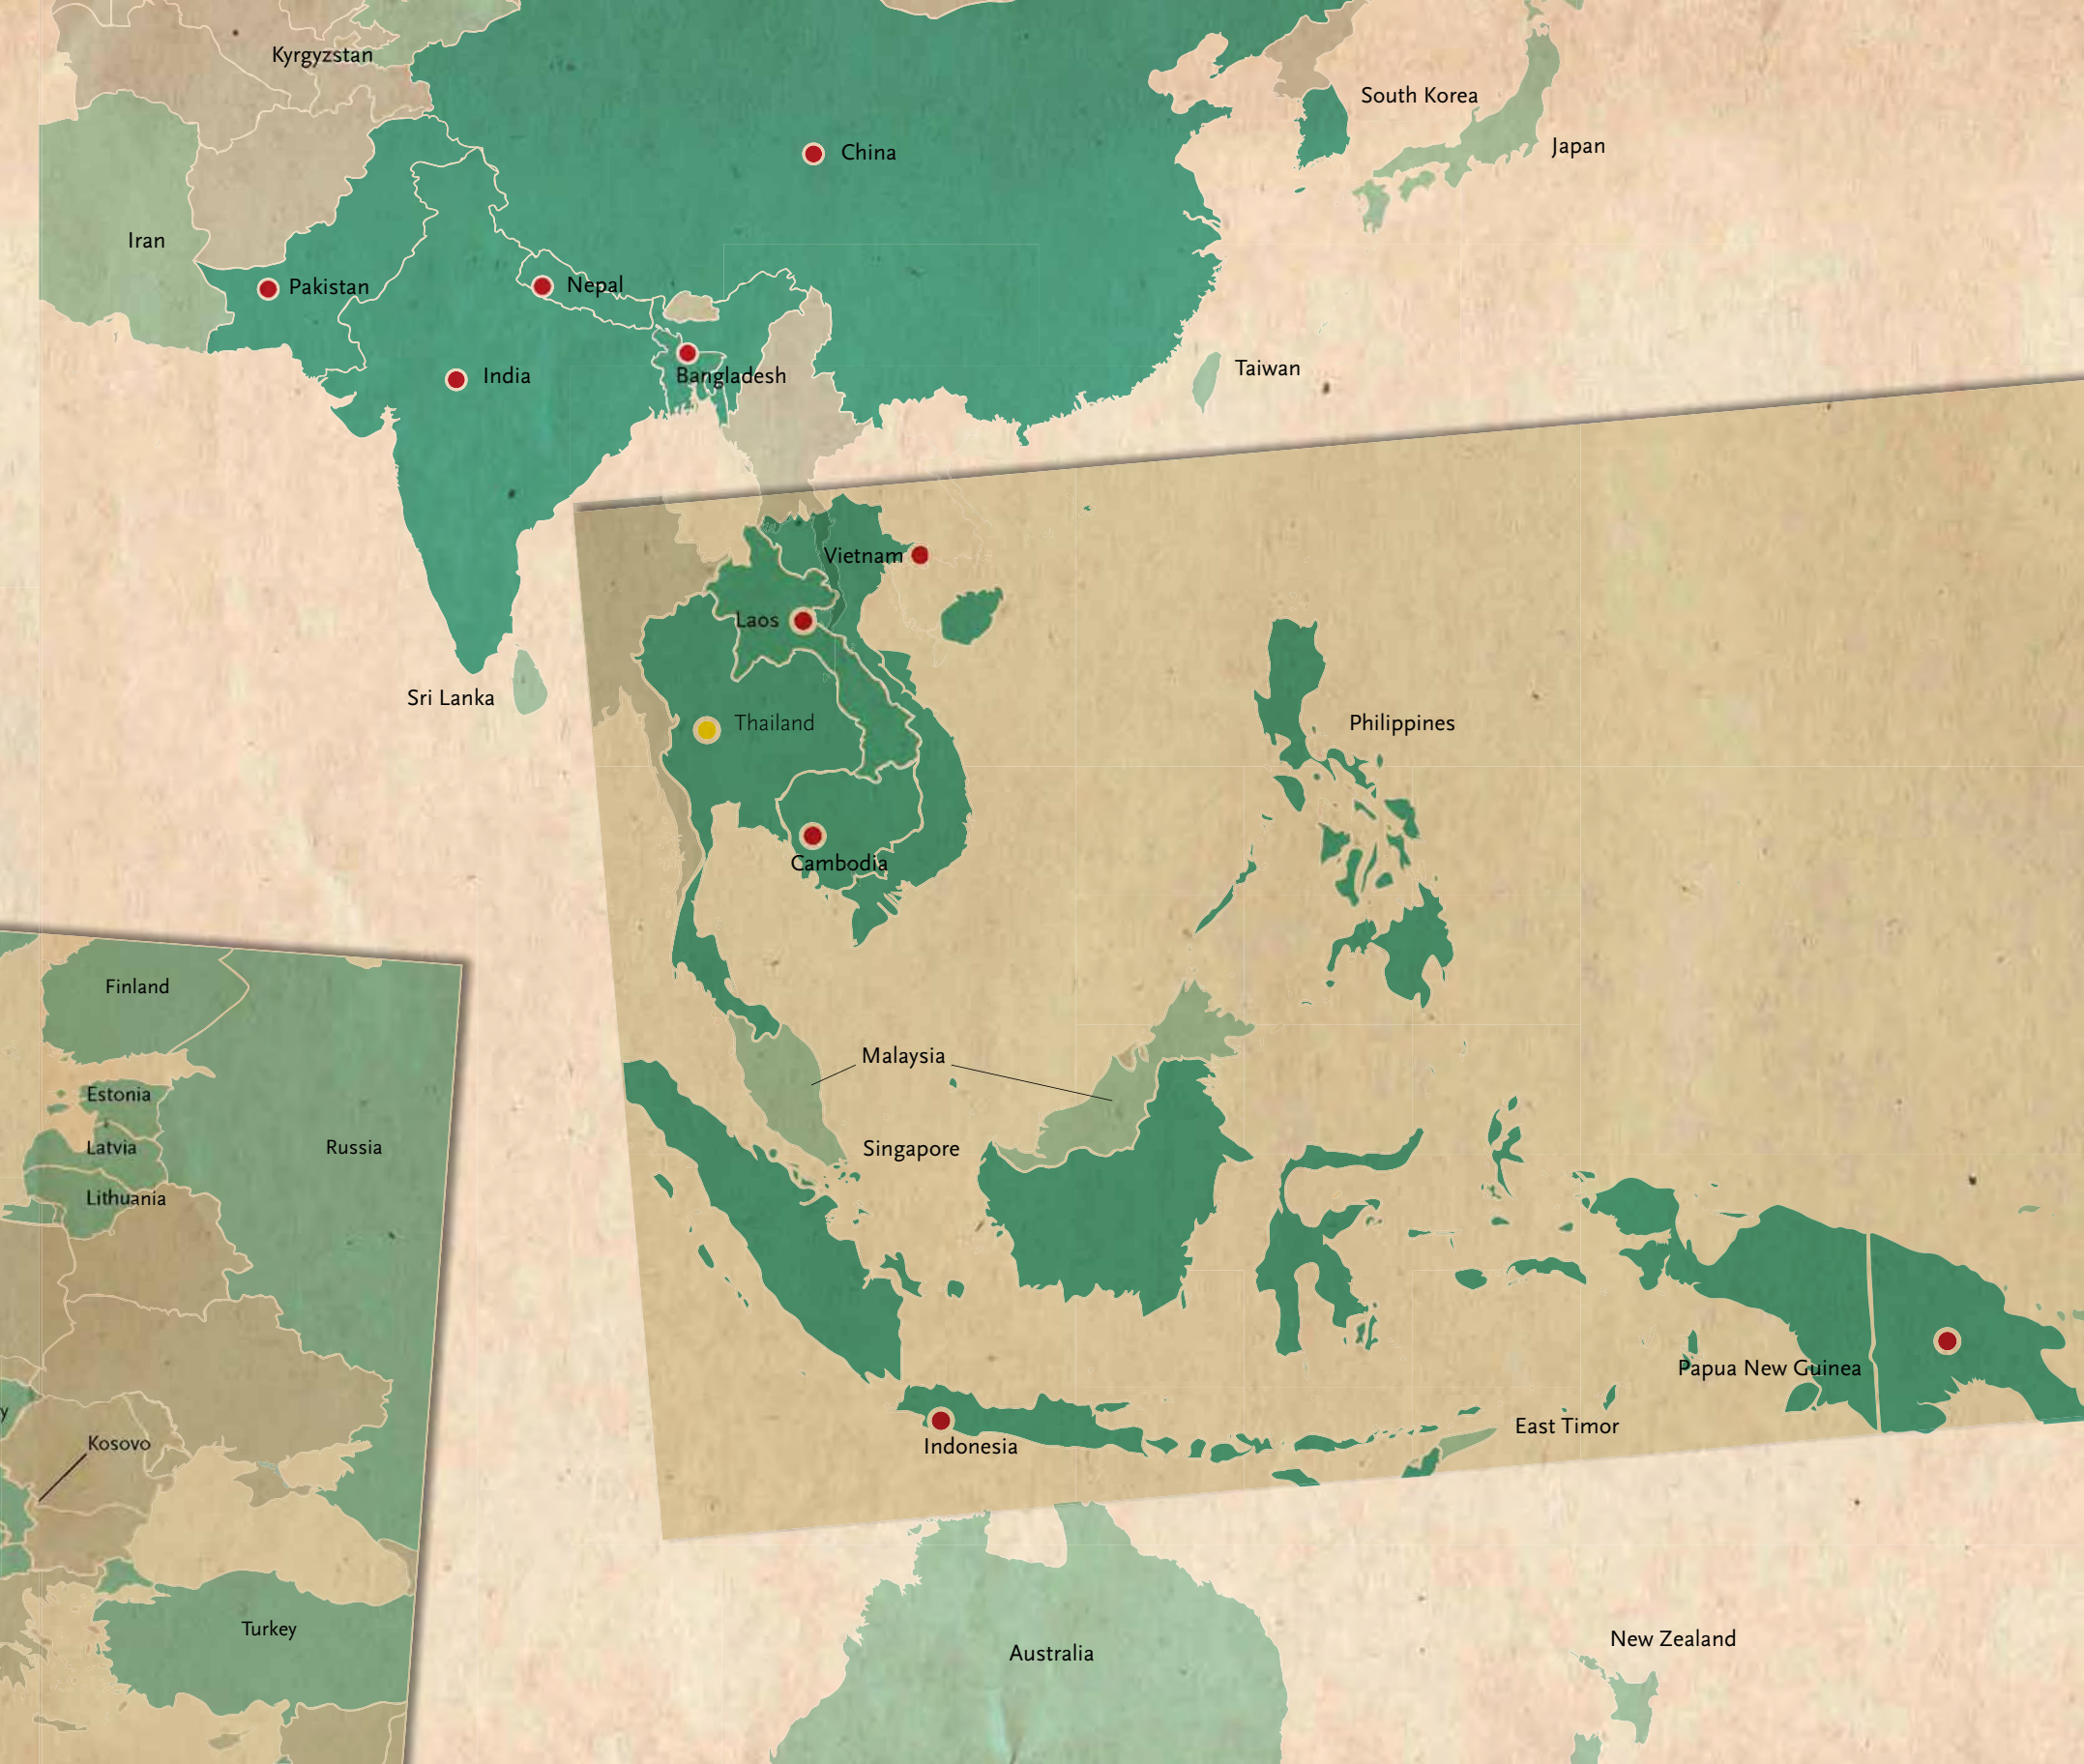 Kyrgyzstan
South Korea
Japan
China
Iran
Pakistan
Nepal
Taiwan
India
Bangladesh
Vietnam
Laos
Sri Lanka
Thailand
Philippines
Cambodia
Finland
Malaysia
Estonia
Latvia
Russia
Singapore
Lithuania
Papua New Guinea
y
East Timor
Kosovo
Indonesia
Turkey
New Zealand
Australia